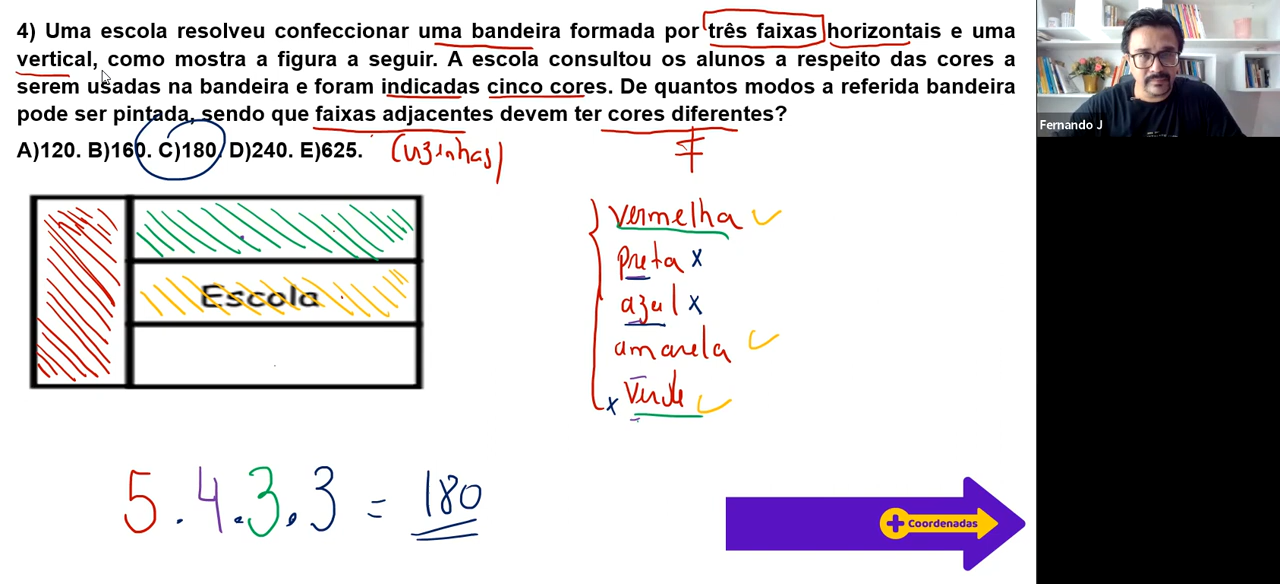 4) Uma escola resolveu confeccionar uma bandeira formada por três faixas horizontais e uma
vertical, como mostra a figura a seguir. A escola consultou os alunos a respeito das cores a
serem usadas na bandeira e foram indicadas cinco cores. De quantos modos a referida bandeira
pode ser pintada, sendo que faixas adjacentes devem ter cores diferentes?
A)120. B)160. C)180. D)240. E)625.
(vizinhas)
≠
Escola
vermelha ✓
preta x
azul x
amarela ✓
x verde ✓
5 . 4 . 3 . 3 = 180
+ Coordenadas
Fernando J